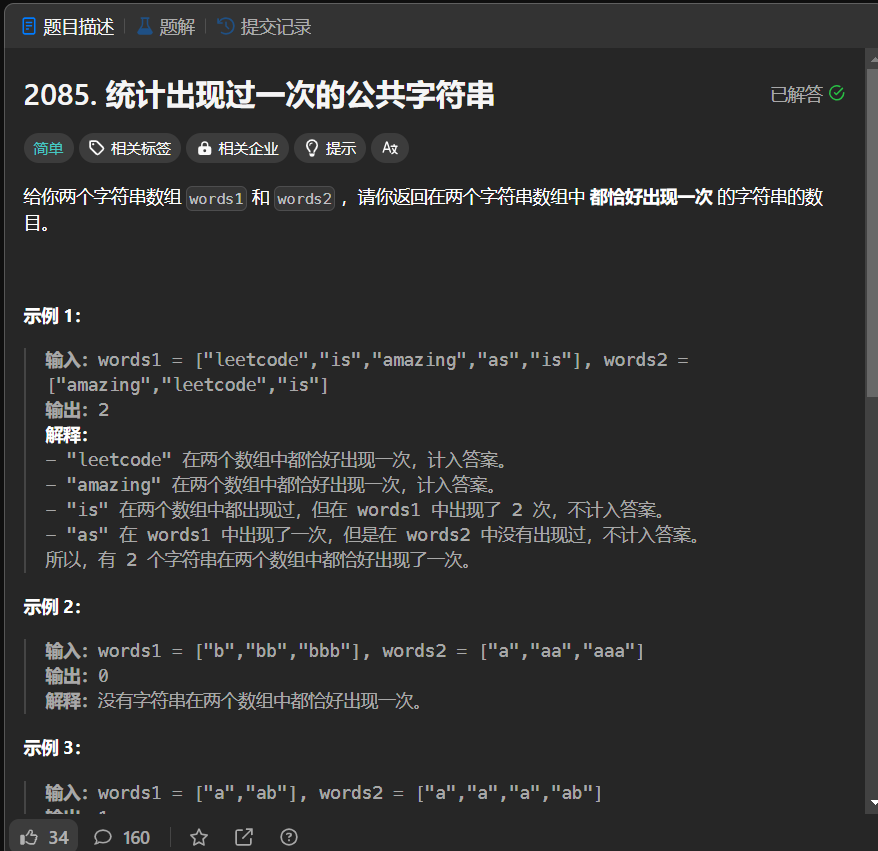 题目描述 题解 提交记录
2085. 统计出现过一次的公共字符串 已解答
简单 相关标签 相关企业 提示 Az
给你两个字符串数组 words1 和 words2 ，请你返回在两个字符串数组中 都恰好出现一次 的字符串的数
目。
示例 1：
输入：words1 = ["leetcode","is","amazing","as","is"], words2 =
["amazing","leetcode","is"]
输出：2
解释：
- "leetcode" 在两个数组中都恰好出现一次，计入答案。
- "amazing" 在两个数组中都恰好出现一次，计入答案。
- "is" 在两个数组中都出现过，但在 words1 中出现了 2 次，不计入答案。
- "as" 在 words1 中出现了一次，但是在 words2 中没有出现过，不计入答案。
所以，有 2 个字符串在两个数组中都恰好出现了一次。
示例 2：
输入：words1 = ["b","bb","bbb"], words2 = ["a","aa","aaa"]
输出：0
解释：没有字符串在两个数组中都恰好出现一次。
示例 3：
输入：words1 = ["a","ab"], words2 = ["a","a","a","ab"]
34 160